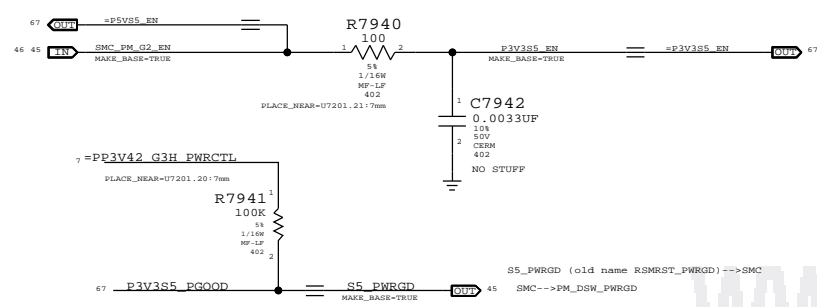 67 OUT =P5VS5_EN
R7940
100
46 45 IN SMC_PM_G2_EN 1 2 P3V3S5_EN =P3V3S5_EN OUT 67
MAKE_BASE=TRUE 5% MAKE_BASE=TRUE
1/16W
MF-LF
402
PLACE_NEAR=U7201.21:7mm
1 C7942
0.0033UF
10%
50V
2 CERM
402
NO STUFF
7 =PP3V42_G3H_PWRCTL
PLACE_NEAR=U7201.20:7mm
R7941 1
100K
5%
1/16W
MF-LF
402
2
67 P3V3S5_PGOOD S5_PWRGD OUT 45
MAKE_BASE=TRUE
S5_PWRGD (old name RSMRST_PWRGD)-->SMC
SMC-->PM_DSW_PWRGD